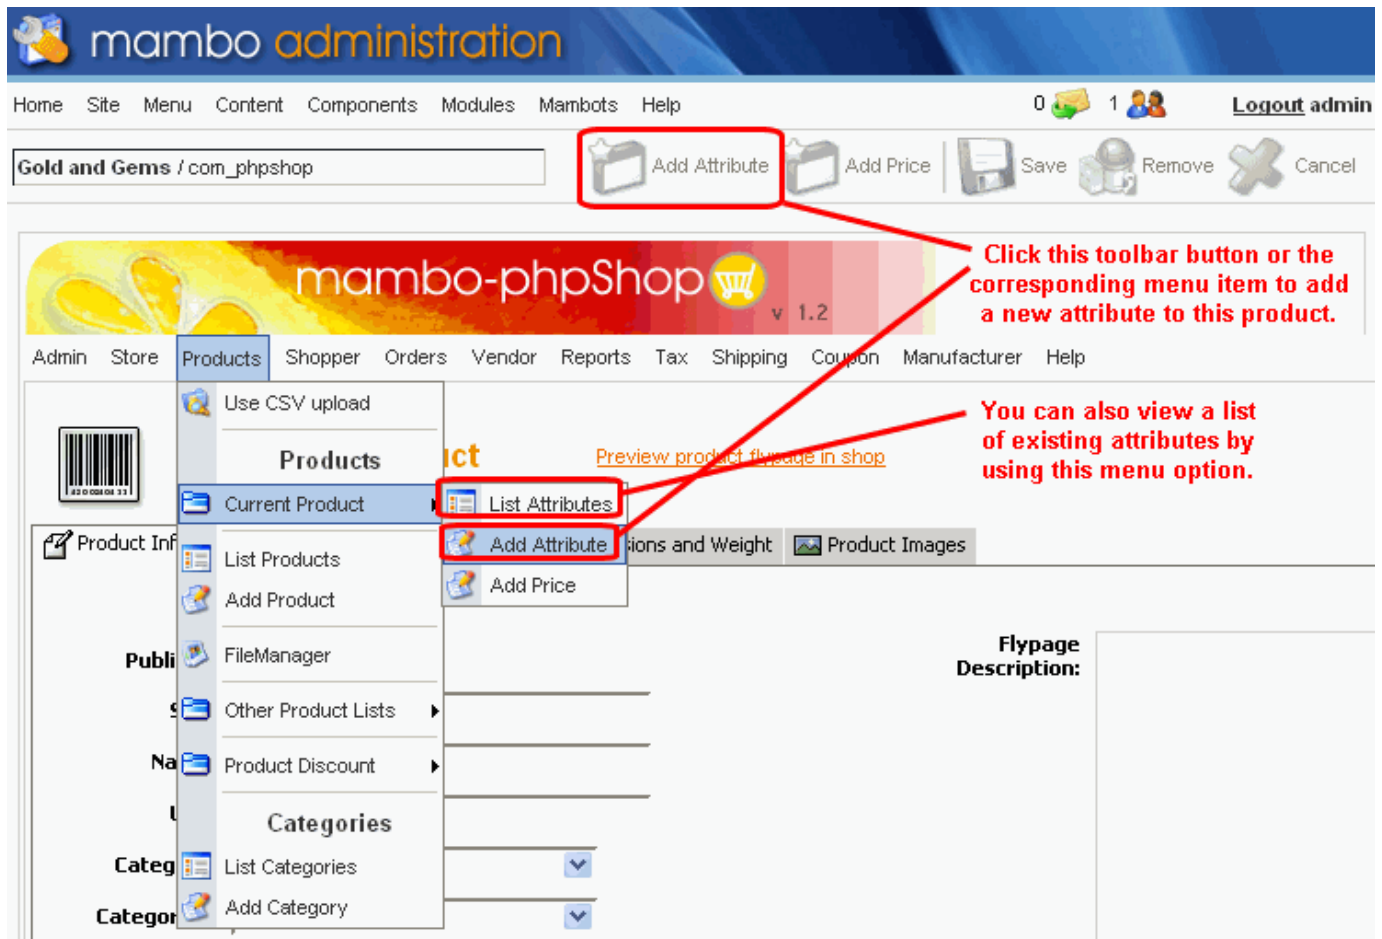 mambo administration
Home Site Menu Content Components Modules Mambots Help 0 1 Logout admin
Gold and Gems / com_phpshop Add Attribute Add Price Save Remove Cancel
mambo-phpShop
v 1.2
Click this toolbar button or the
corresponding menu item to add
a new attribute to this product.
Admin Store Products Shopper Orders Vendor Reports Tax Shipping Coupon Manufacturer Help
Use CSV upload
You can also view a list
of existing attributes by
using this menu option.
Products
uct Preview product flypage in shop
Current Product List Attributes
Product Inf Add Attribute sions and Weight Product Images
List Products
Add Price
Add Product
Flypage
Description:
Publi FileManager
Other Product Lists
Na Product Discount
Categories
Categ List Categories
Categor Add Category